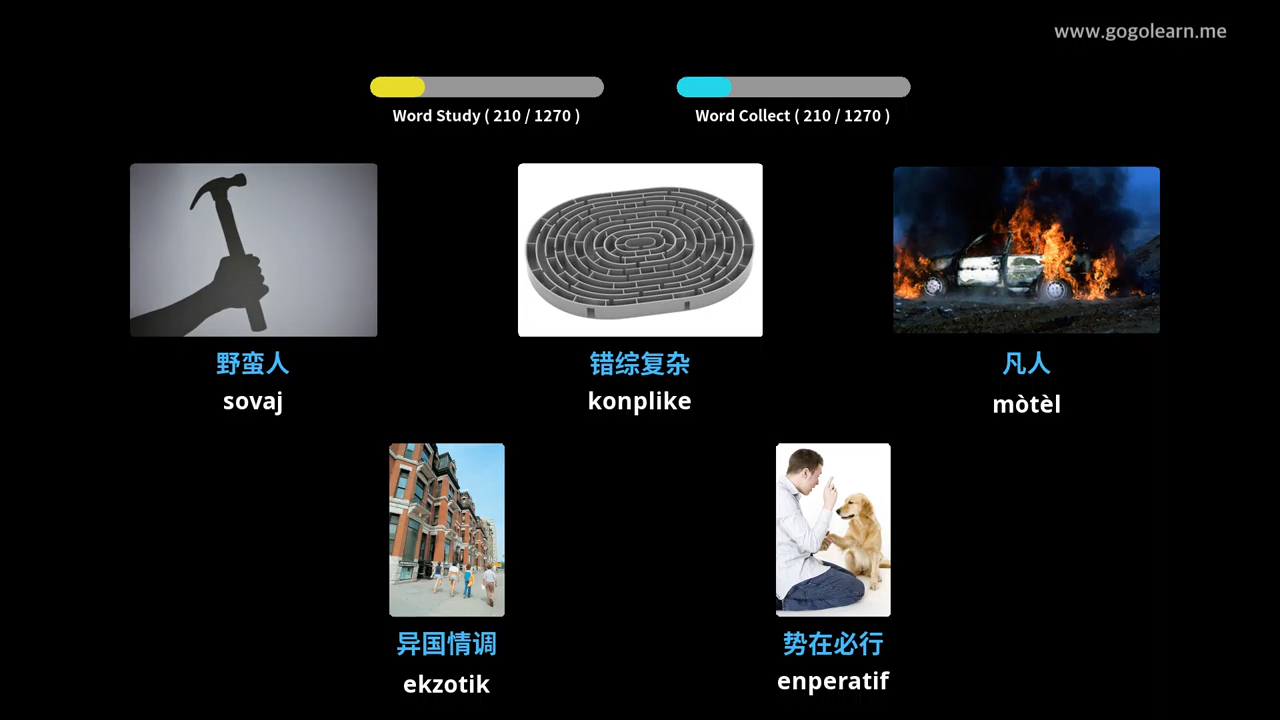 www.gogolearn.me
Word Study ( 210 / 1270 )
Word Collect ( 210 / 1270 )
野蛮人
sovaj
错综复杂
konplike
凡人
mòtèl
异国情调
ekzotik
势在必行
enperatif